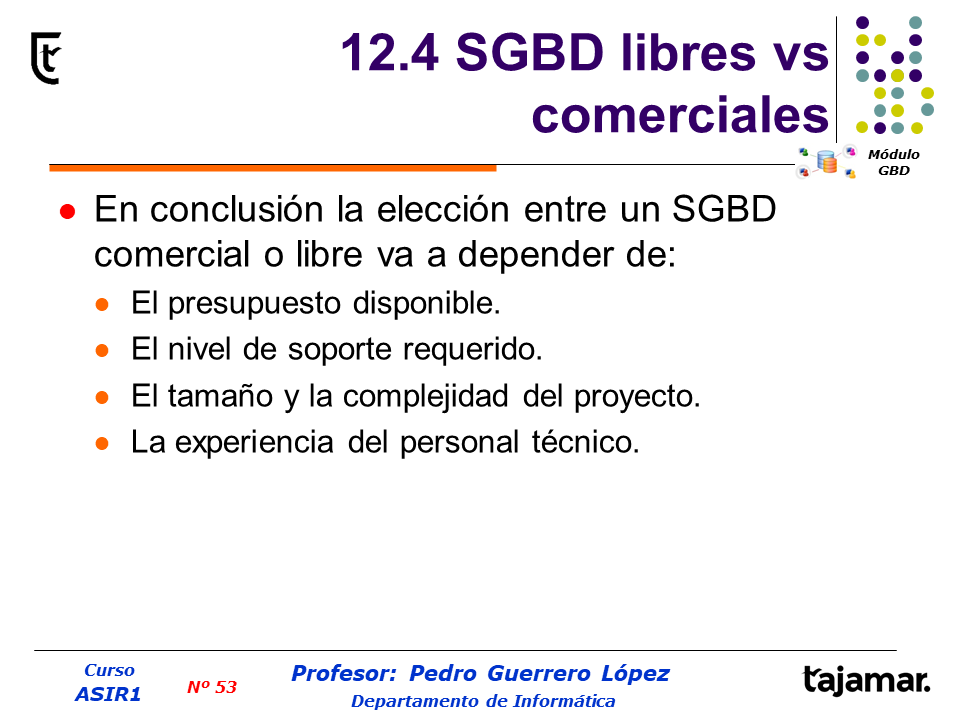 12.4 SGBD libres vs
comerciales
Módulo
GBD
En conclusión la elección entre un SGBD
comercial o libre va a depender de:
El presupuesto disponible.
El nivel de soporte requerido.
El tamaño y la complejidad del proyecto.
La experiencia del personal técnico.
Curso
ASIR1
Nº 53
Profesor: Pedro Guerrero López
Departamento de Informática
tajamar.